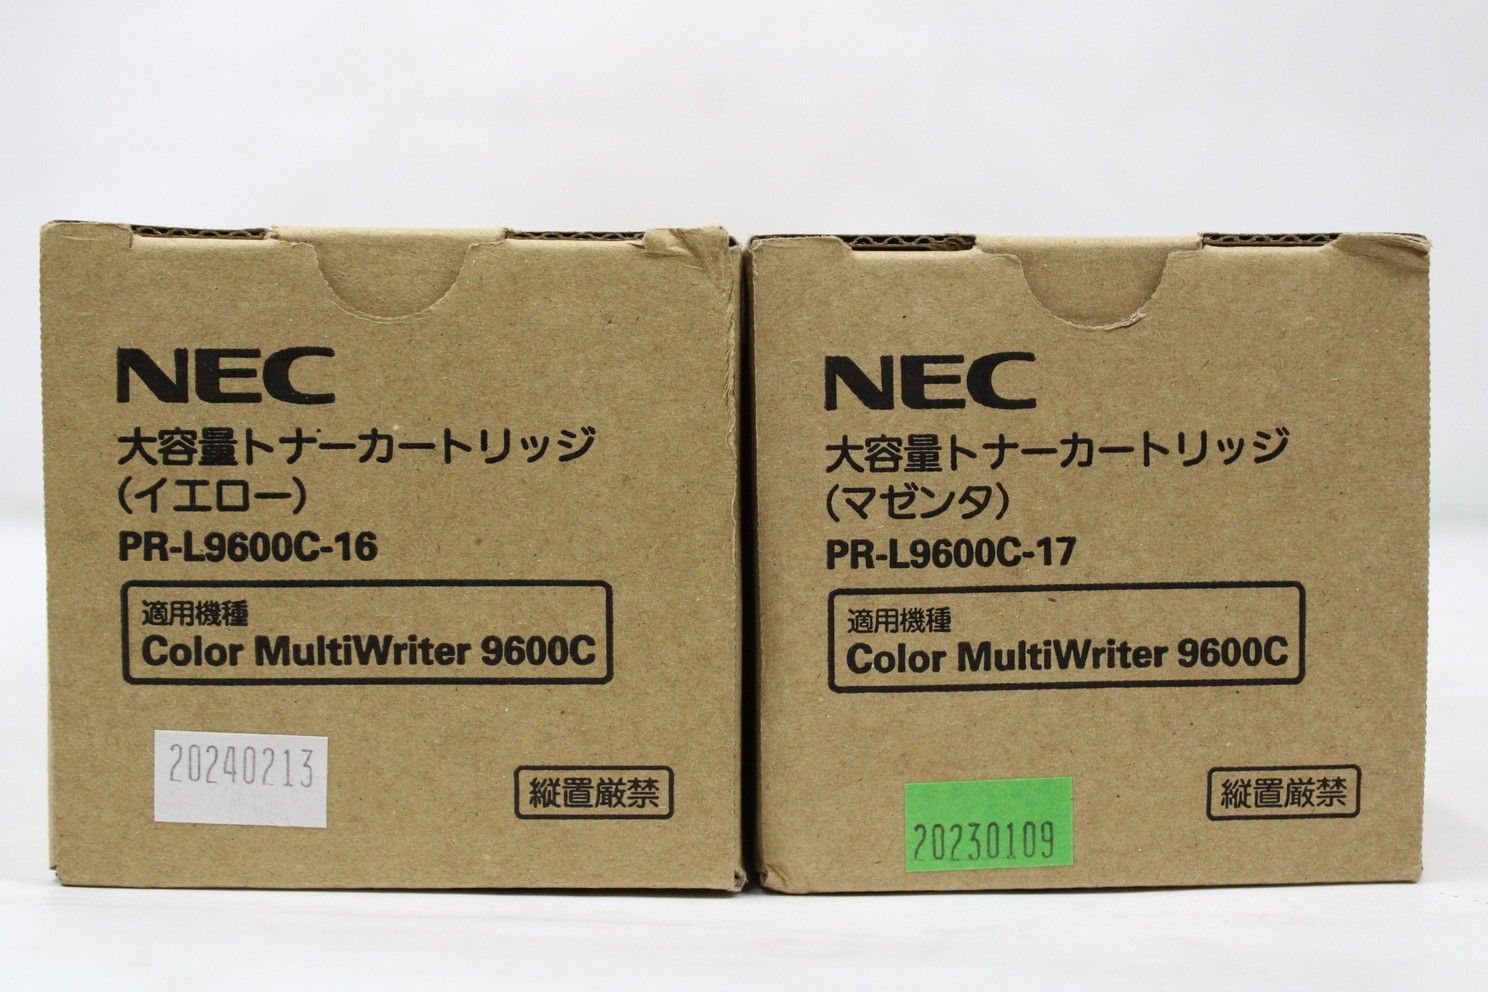 NEC
大容量トナーカートリッジ
(イエロー)
PR-L9600C-16
適用機種
Color MultiWriter 9600C
20240213
縦置厳禁
NEC
大容量トナーカートリッジ
(マゼンタ)
PR-L9600C-17
適用機種
Color MultiWriter 9600C
20230109
縦置厳禁